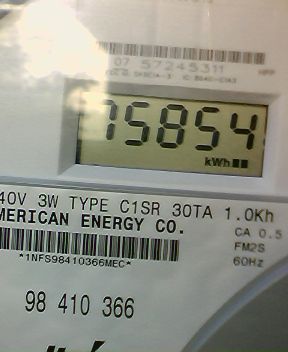 07 57245311
HPP
75854
kWh
40V 3W TYPE C1SR 30TA 1.0Kh
MERICAN ENERGY CO.
CA 0.5
FM2S
60Hz
*1NFS98410366MEC*
98 410 366